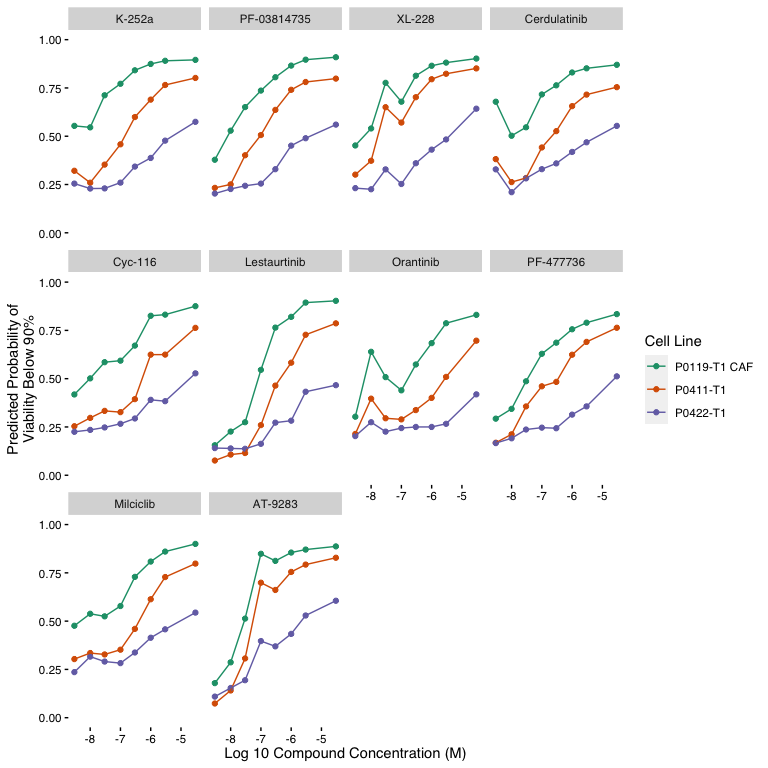 K-252a PF-03814735 XL-228 Cerdulatinib
1.00
0.75
0.50
0.25
0.00
Cyc-116 Lestaurtinib Orantinib PF-477736
1.00
0.75
0.50
0.25
0.00
-8 -7 -6 -5 -8 -7 -6 -5
Milciclib AT-9283
1.00
0.75
0.50
0.25
0.00
-8 -7 -6 -5 -8 -7 -6 -5
Log 10 Compound Concentration (M)
Predicted Probability of
Viability Below 90%
Cell Line
P0119-T1 CAF
P0411-T1
P0422-T1